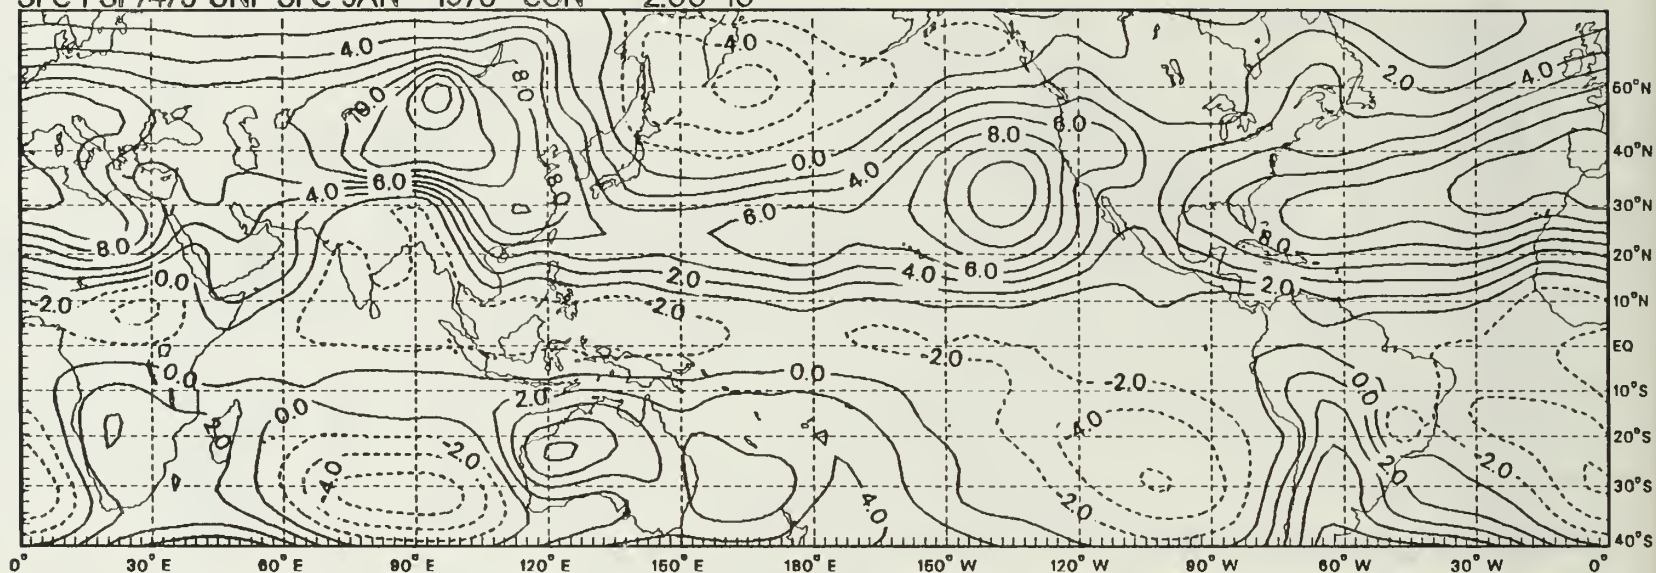 JAN 1978 CON
4.0 8.0 -4.0 2.0 4.0
60°N
10.0
8.0 6.0
0.0 40°N
4.0 6.0 8.0 4.0
6.0 30°N
8.0 8.0
20°N
0.0 2.0 4.0 6.0 2.0
-2.0 -2.0 10°N
-2.0 EQ
0.0 0.0 -2.0 0.0
2.0 10°S
0.0 -4.0
2.0 20°S
-4.0 -2.0 2.0 2.0
4.0 2.0 30°S
40°S
0° 30° E 60° E 90° E 120° E 150° E 180° E 150° W 120° W 90° W 60° W 30° W 0°